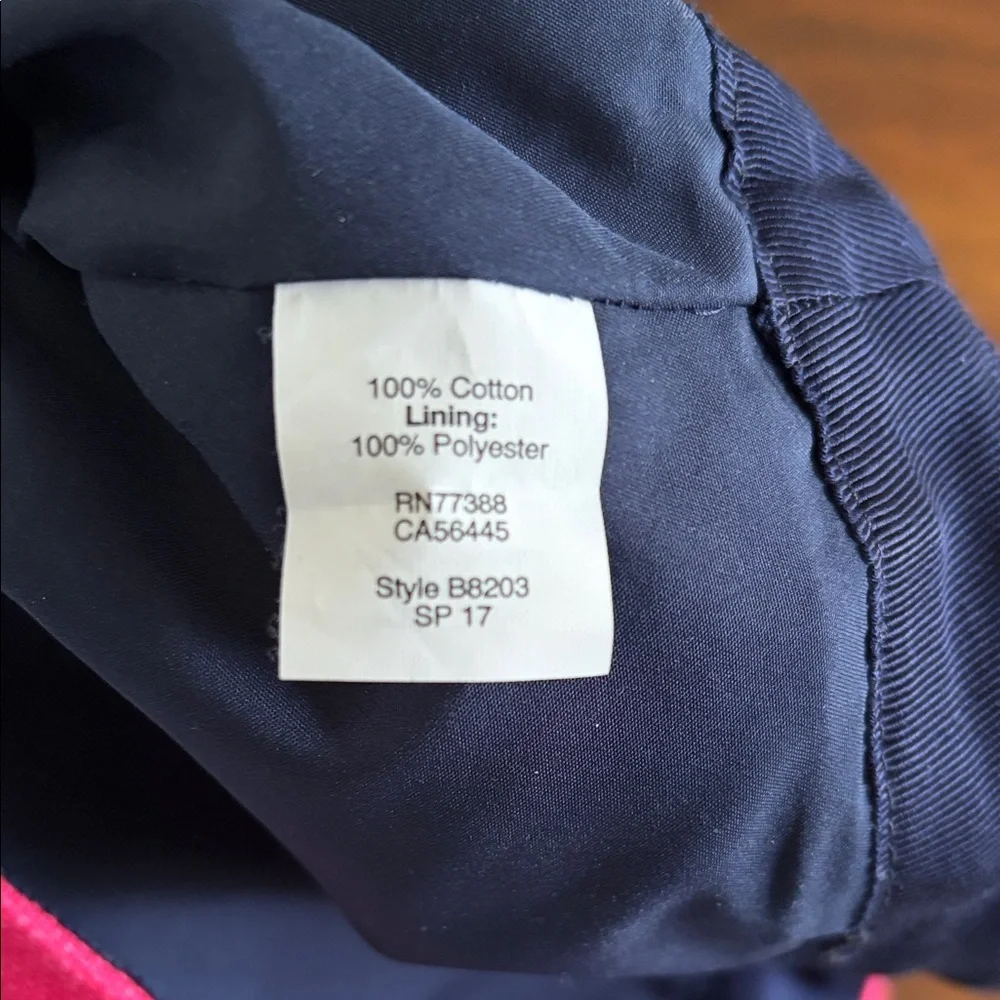 100% Cotton
Lining:
100% Polyester
RN77388
CA56445
Style B8203
SP 17